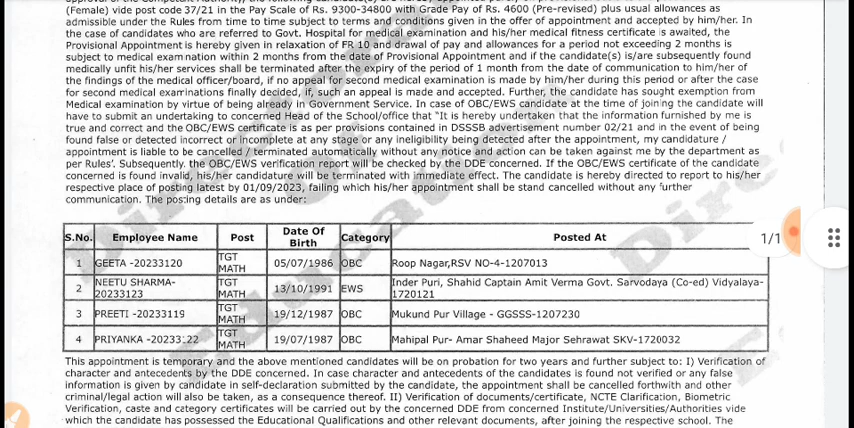 (Female) vide post code 37/21 in the Pay Scale of Rs. 9300-34800 with Grade Pay of Rs. 4600 (Pre-revised) plus usual allowances as
admissible under the Rules from time to time subject to terms and conditions given in the offer of appointment and accepted by him/her. In
the case of candidates who are referred to Govt. Hospital for medical examination and his/her medical fitness certificate is awaited, the
Provisional Appointment is hereby given in relaxation of FR 10 and drawal of pay and allowances for a period not exceeding 2 months is
subject to medical examination within 2 months from the date of Provisional Appointment and if the candidate(s) is/are subsequently found
medically unfit his/her services shall be terminated after the expiry of the period of 1 month from the date of communication to him/her of
the findings of the medical officer/board, if no appeal for second medical examination is made by him/her during this period or after the case
for second medical examinations finally decided, if, such an appeal is made and accepted. Further, the candidate has sought exemption from
Medical examination by virtue of being already in Government Service. In case of OBC/EWS candidate at the time of joining the candidate will
have to submit an undertaking to concerned Head of the School/office that "It is hereby undertaken that the information furnished by me is
true and correct and the OBC/EWS certificate is as per provisions contained in DSSSB advertisement number 02/21 and in the event of being
found false or detected incorrect or incomplete at any stage or any ineligibility being detected after the appointment, my candidature /
appointment is liable to be cancelled / terminated automatically without any notice and action can be taken against me by the department as
per Rules'. Subsequently, the OBC/EWS verification report will be checked by the DDE concerned. If the OBC/EWS certificate of the candidate
concerned is found invalid, his/her candidature will be terminated with immediate effect. The candidate is hereby directed to report to his/her
respective place of posting latest by 01/09/2023, failing which his/her appointment shall be stand cancelled without any further
communication. The posting details are as under:
S.No. Employee Name Post Date Of Birth Category Posted At
1/1
1 GEETA -20233120 TGT MATH 05/07/1986 OBC Roop Nagar,RSV NO-4-1207013
2 NEETU SHARMA-20233123 TGT MATH 13/10/1991 EWS Inder Puri, Shahid Captain Amit Verma Govt. Sarvodaya (Co-ed) Vidyalaya-1720121
3 PREETI -20233119 TGT MATH 19/12/1987 OBC Mukund Pur Village - GGSSS-1207230
4 PRIYANKA -20233122 TGT MATH 19/07/1987 OBC Mahipal Pur- Amar Shaheed Major Sehrawat SKV-1720032
This appointment is temporary and the above mentioned candidates will be on probation for two years and further subject to: I) Verification of
character and antecedents by the DDE concerned. In case character and antecedents of the candidates is found not verified or any false
information is given by candidate in self-declaration submitted by the candidate, the appointment shall be cancelled forthwith and other
criminal/legal action will also be taken, as a consequence thereof. II) Verification of documents/certificate, NCTE Clarification, Biometric
Verification, caste and category certificates will be carried out by the concerned DDE from concerned Institute/Universities/Authorities vide
which the candidate has possessed the Educational Qualifications and other relevant documents, after joining the respective school. The